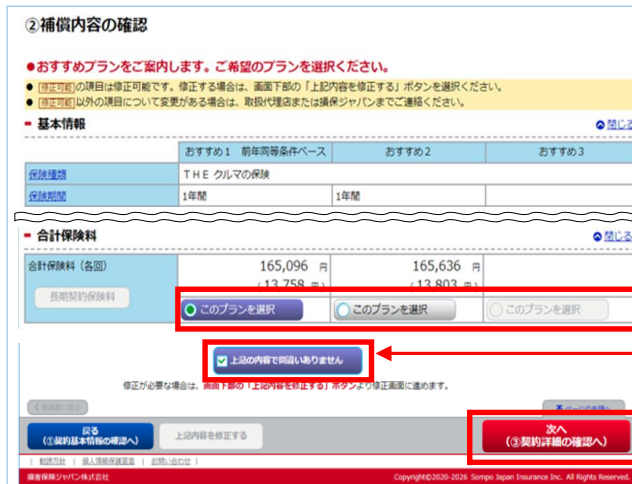 ②補償内容の確認
●おすすめプランをご案内します。ご希望のプランを選択ください。
● [修正可能]の項目は修正可能です。修正する場合は、画面下部の「上記内容を修正する」ボタンを選択ください。
● [修正可能]以外の項目について変更がある場合は、取扱代理店または損保ジャパンまでご連絡ください。
基本情報 閉じる
おすすめ1 前年同等条件ベース おすすめ2 おすすめ3
保険種類 THE クルマの保険
保険期間 1年間 1年間
合計保険料 閉じる
合計保険料（各回） 165,096 円 165,636 円
(13,758 円) (13,803 円)
長期契約保険料
このプランを選択 このプランを選択 このプランを選択
上記の内容で間違いありません
修正が必要な場合は、画面下部の「上記内容を修正する」ボタンより修正画面に進めます。
戻る
(①契約基本情報の確認へ)
上記内容を修正する
次へ
(③契約詳細の確認へ)
| 勧誘方針 | 個人情報保護宣言 | お問い合わせ |
損害保険ジャパン株式会社 Copyright©2020-2026 Sompo Japan Insurance Inc. All Rights Reserved.